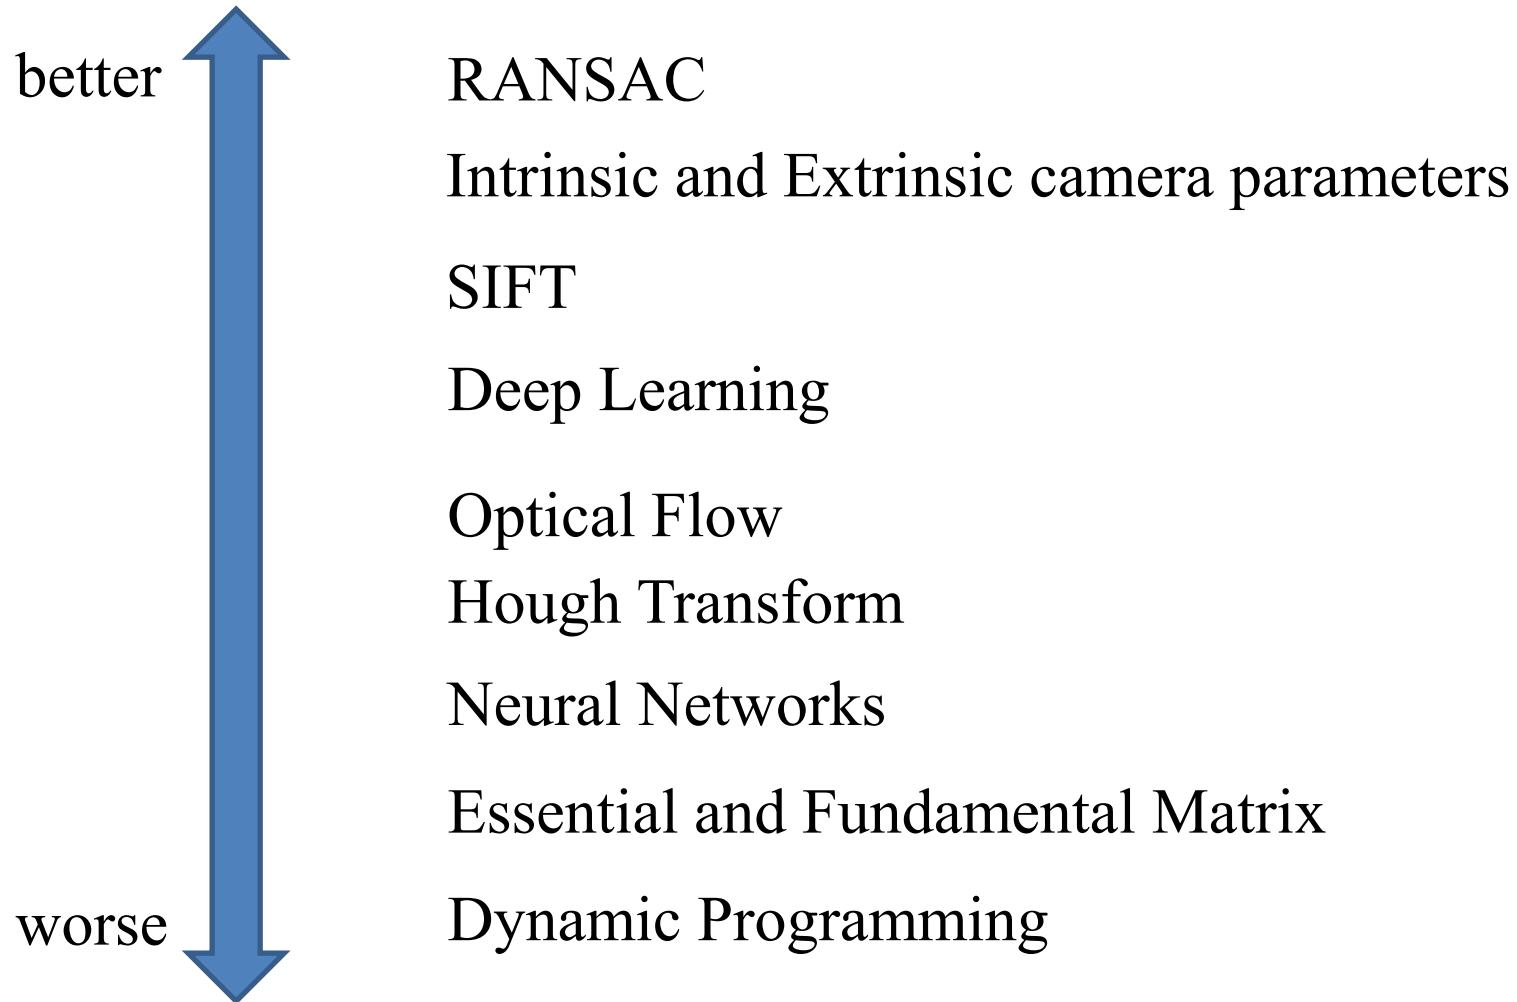 better
RANSAC
Intrinsic and Extrinsic camera parameters
SIFT
Deep Learning
Optical Flow
Hough Transform
Neural Networks
Essential and Fundamental Matrix
worse
Dynamic Programming